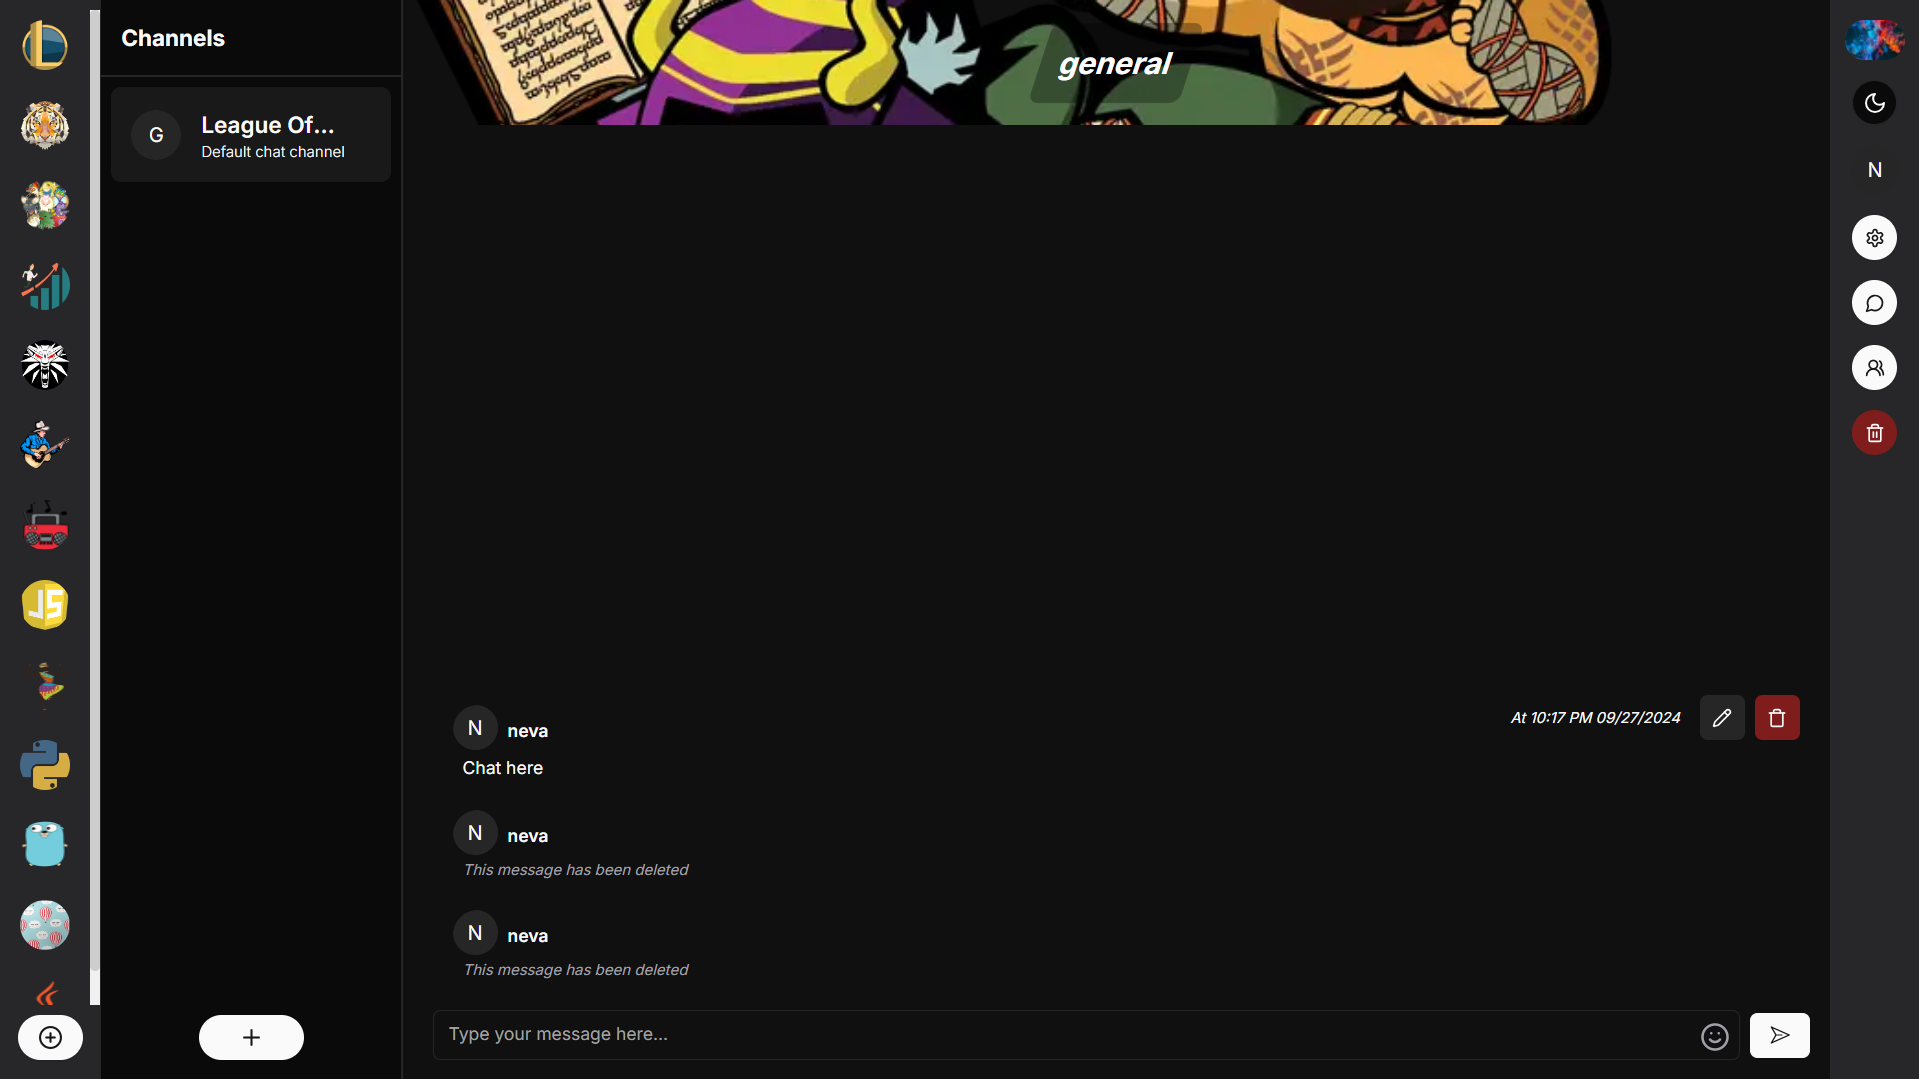 Channels
G
League Of...
Default chat channel
general
N
N
neva
At 10:17 PM 09/27/2024
Chat here
N
neva
This message has been deleted
N
neva
This message has been deleted
Type your message here...
JS